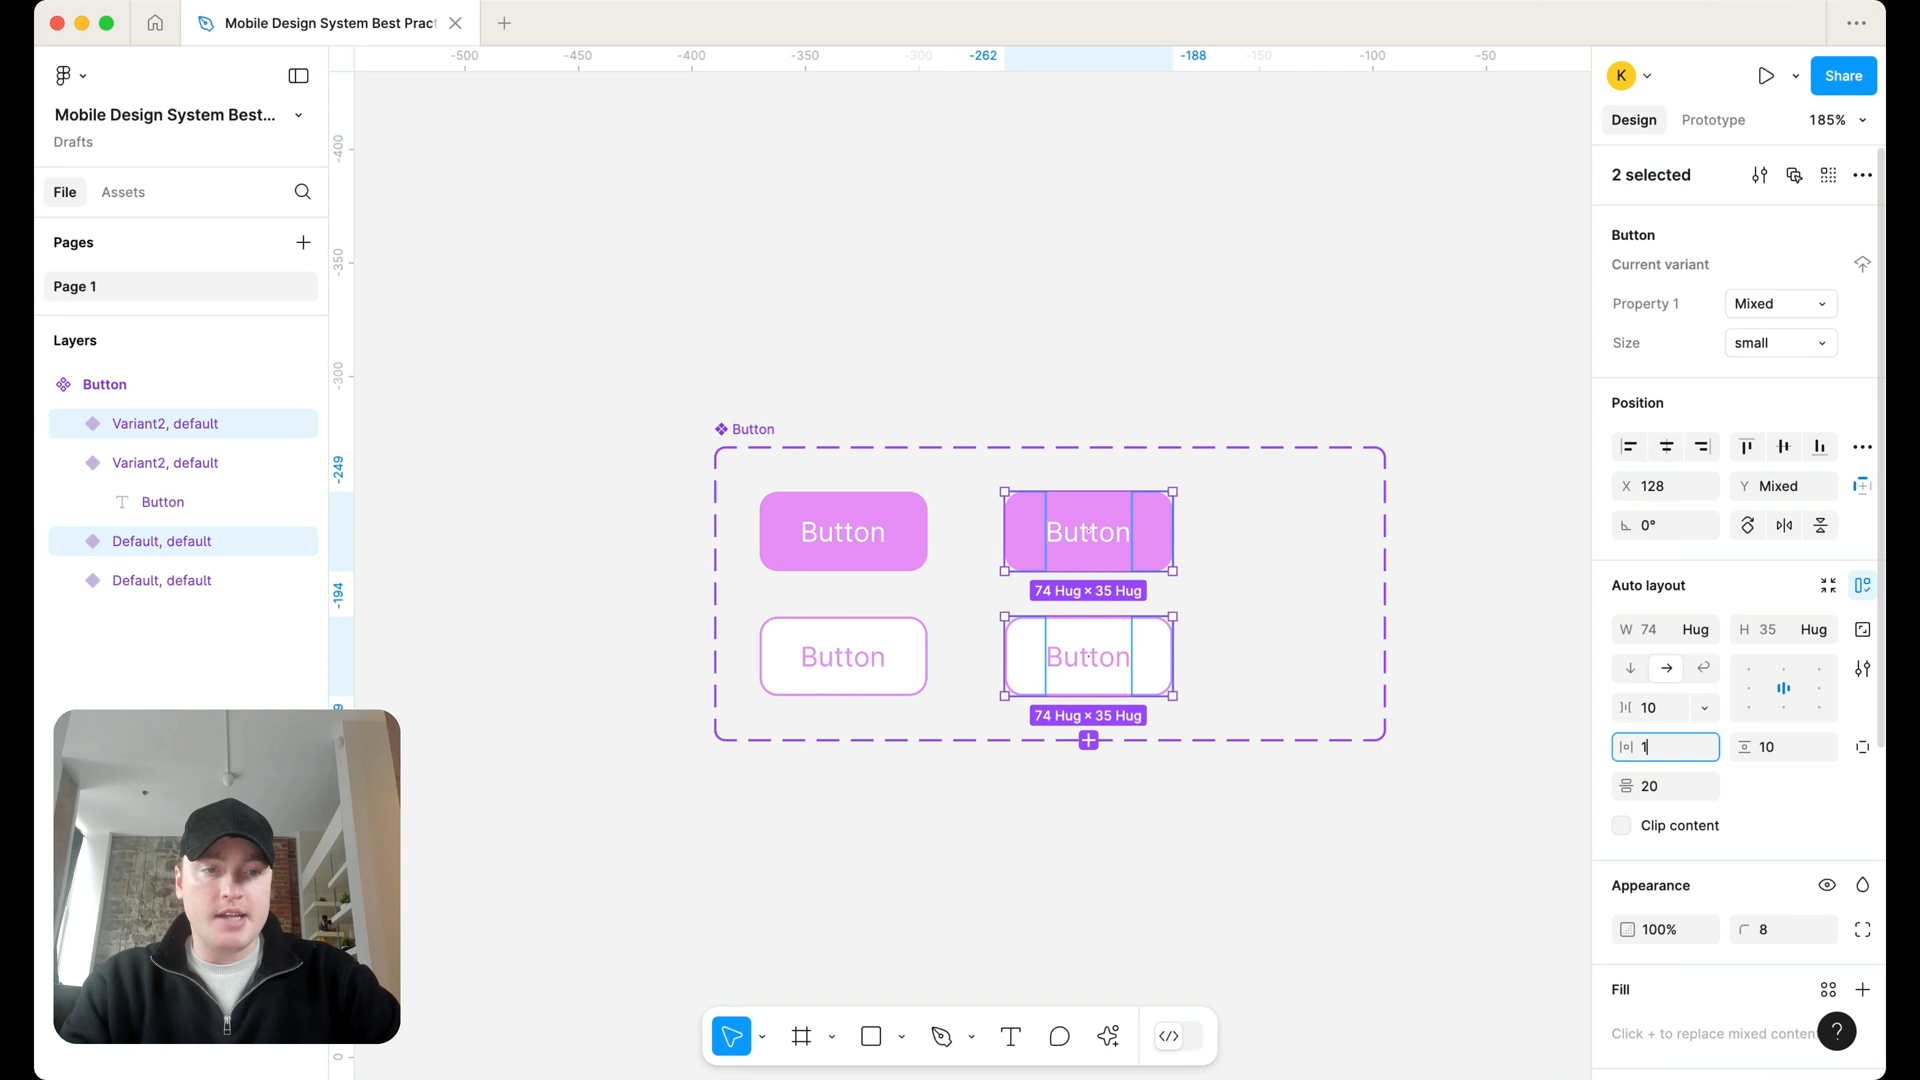 Mobile Design System Best Pract
-500
-450
-400
-350
-300
-262
-188
-150
-100
-50
Mobile Design System Best...
Drafts
File
Assets
Pages
Page 1
Layers
Button
Variant2, default
Variant2, default
Button
Default, default
Default, default
-400
-350
-300
-249
-194
0
Button
Button
Button
74 Hug × 35 Hug
Button
Button
74 Hug × 35 Hug
K
Share
Design
Prototype
185%
2 selected
Button
Current variant
Property 1
Mixed
Size
small
Position
X 128
Y Mixed
0°
Auto layout
W 74 Hug
H 35 Hug
10
1
10
20
Clip content
Appearance
100%
8
Fill
Click + to replace mixed conten
?